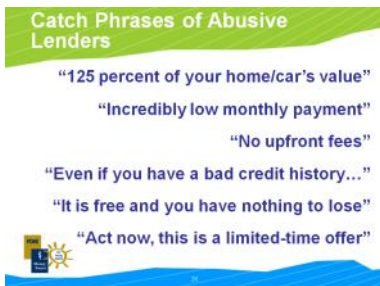 Catch Phrases of Abusive
Lenders
“125 percent of your home/car’s value”
“Incredibly low monthly payment”
“No upfront fees”
“Even if you have a bad credit history…”
“It is free and you have nothing to lose”
“Act now, this is a limited-time offer”